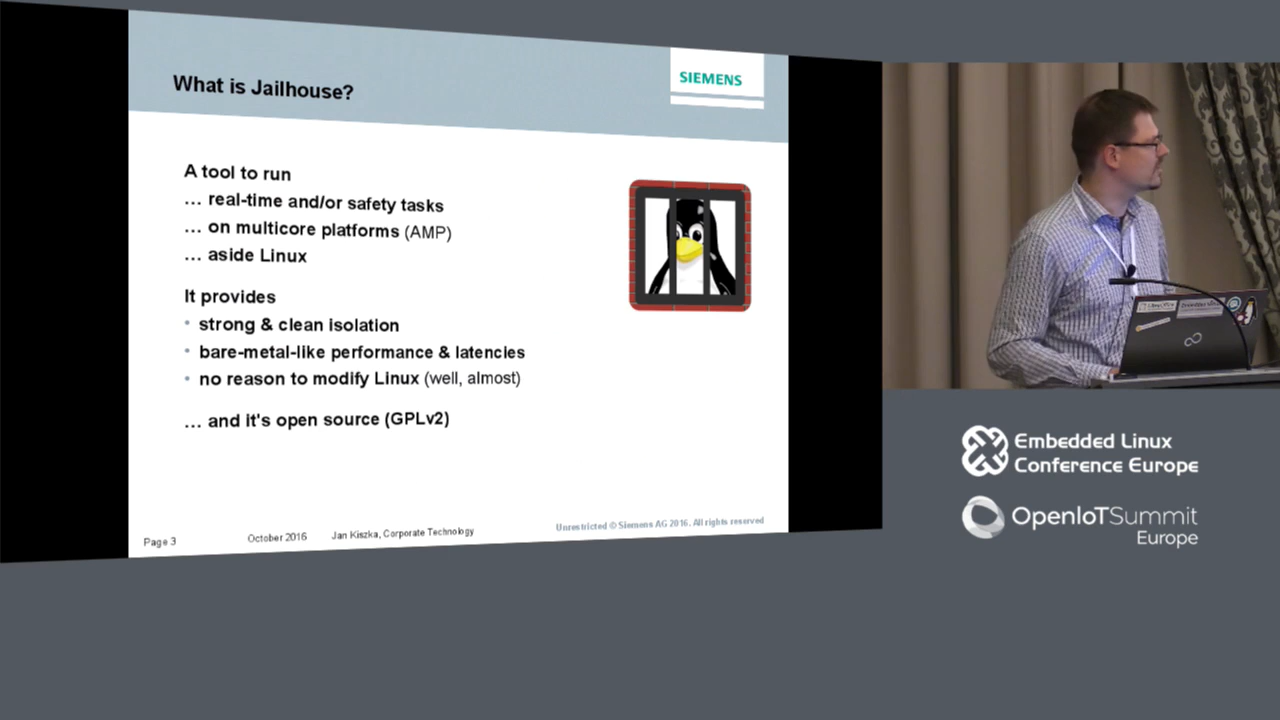 What is Jailhouse?
SIEMENS
A tool to run
… real-time and/or safety tasks
… on multicore platforms (AMP)
… aside Linux
It provides
• strong & clean isolation
• bare-metal-like performance & latencies
• no reason to modify Linux (well, almost)
… and it's open source (GPLv2)
Page 3
October 2016
Jan Kiszka, Corporate Technology
Unrestricted © Siemens AG 2016. All rights reserved
Embedded Linux
Conference Europe
OpenIoTSummit
Europe